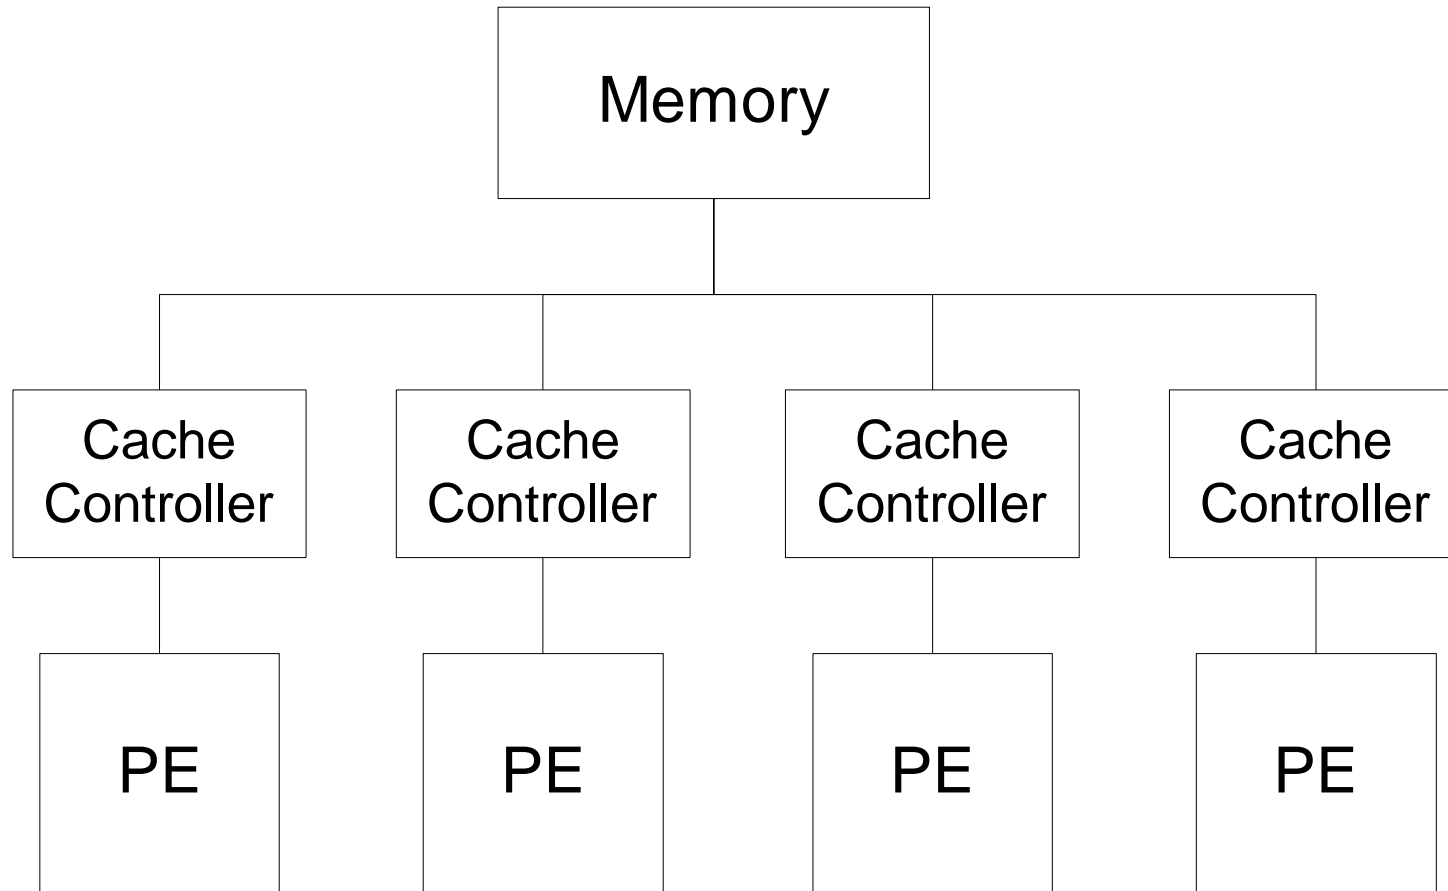 Memory
Cache
Controller
Cache
Controller
Cache
Controller
Cache
Controller
PE
PE
PE
PE